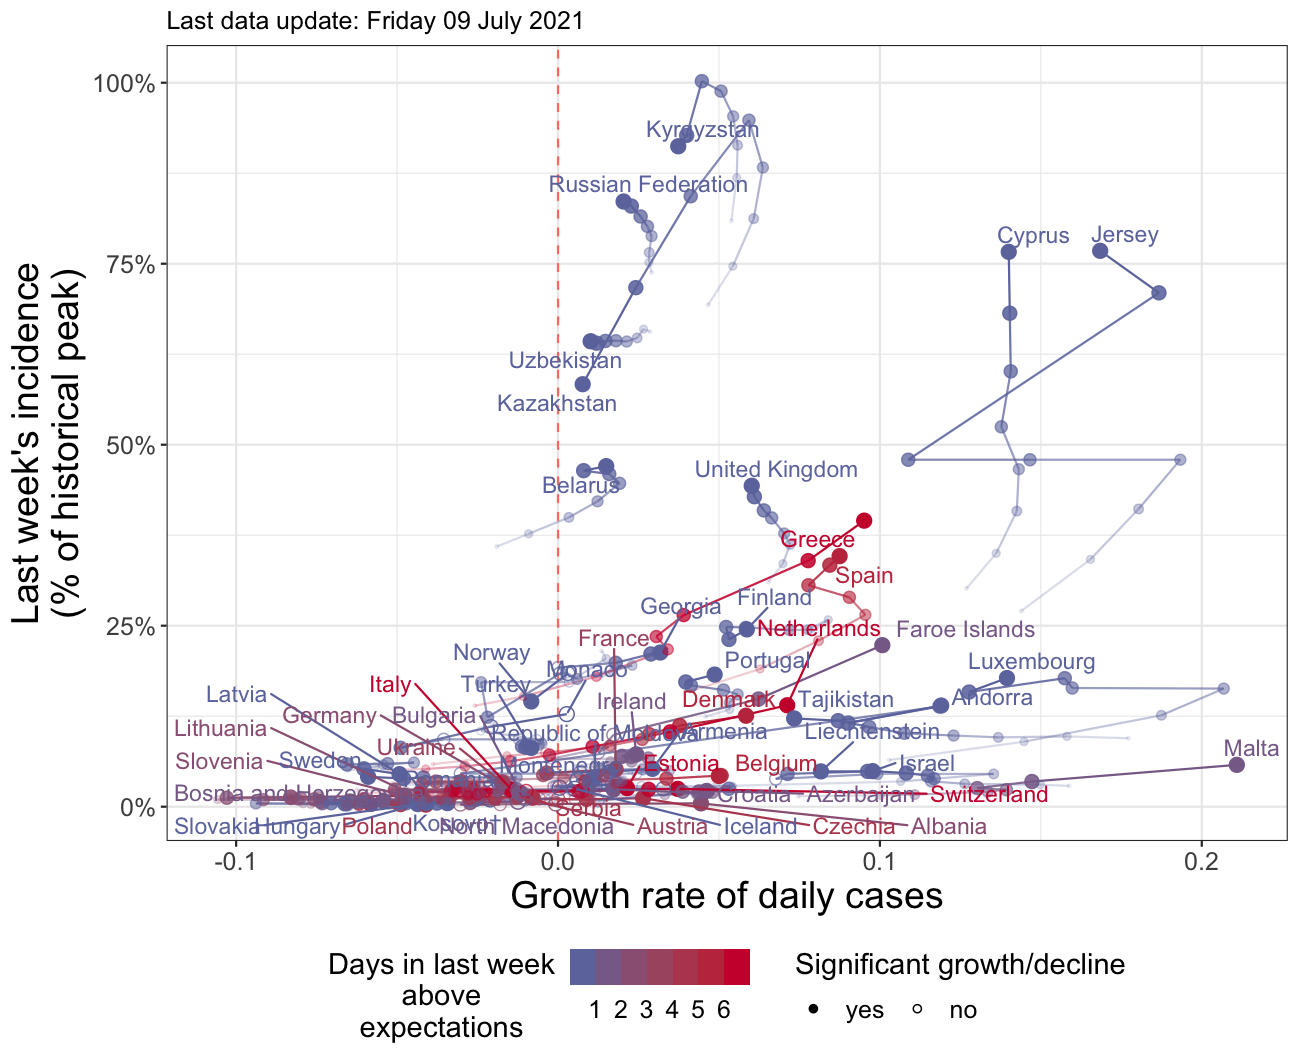 Last data update: Friday 09 July 2021
Last week's incidence
(% of historical peak)
100%
75%
50%
25%
0%
Kyrgyzstan
Russian Federation
Cyprus
Jersey
Uzbekistan
Kazakhstan
Belarus
United Kingdom
Greece
Spain
Georgia
Finland
France
Netherlands
Faroe Islands
Norway
Monaco
Portugal
Luxembourg
Latvia
Italy
Turkey
Ireland
Denmark
Tajikistan
Andorra
Lithuania
Germany
Bulgaria
Republic of Moldova
Armenia
Liechtenstein
Ukraine
Malta
Slovenia
Sweden
Romania
Montenegro
Estonia
Belgium
Israel
Bosnia and Herzegovina
Serbia
Croatia
Azerbaijan
Switzerland
Slovakia
Hungary
Poland
North Macedonia
Austria
Iceland
Czechia
Albania
-0.1
0.0
0.1
0.2
Growth rate of daily cases
Days in last week
above
expectations
1 2 3 4 5 6
Significant growth/decline
yes
no